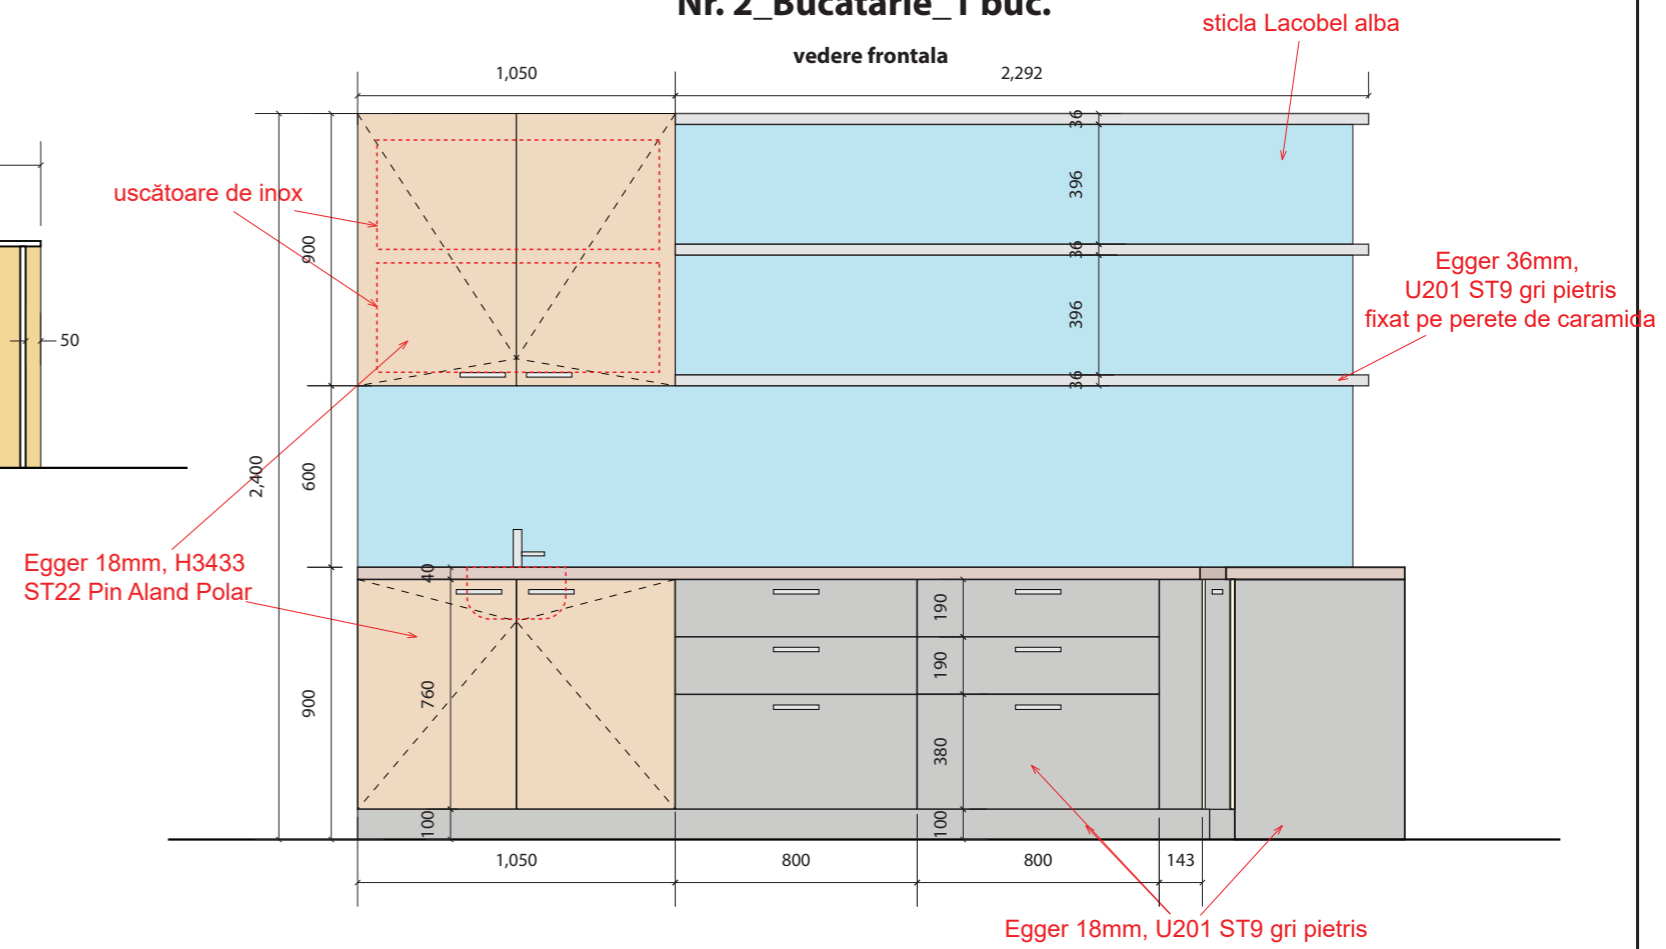 Nr. 2_Bucatarie_1 buc.
sticla Lacobel alba
vedere frontala
1,050
2,292
36
396
uscătoare de inox
900
36
Egger 36mm,
U201 ST9 gri pietris
fixat pe perete de caramida
396
50
36
2,400
600
Egger 18mm, H3433
ST22 Pin Aland Polar
40
190
190
900
760
380
100
100
1,050
800
800
143
Egger 18mm, U201 ST9 gri pietris